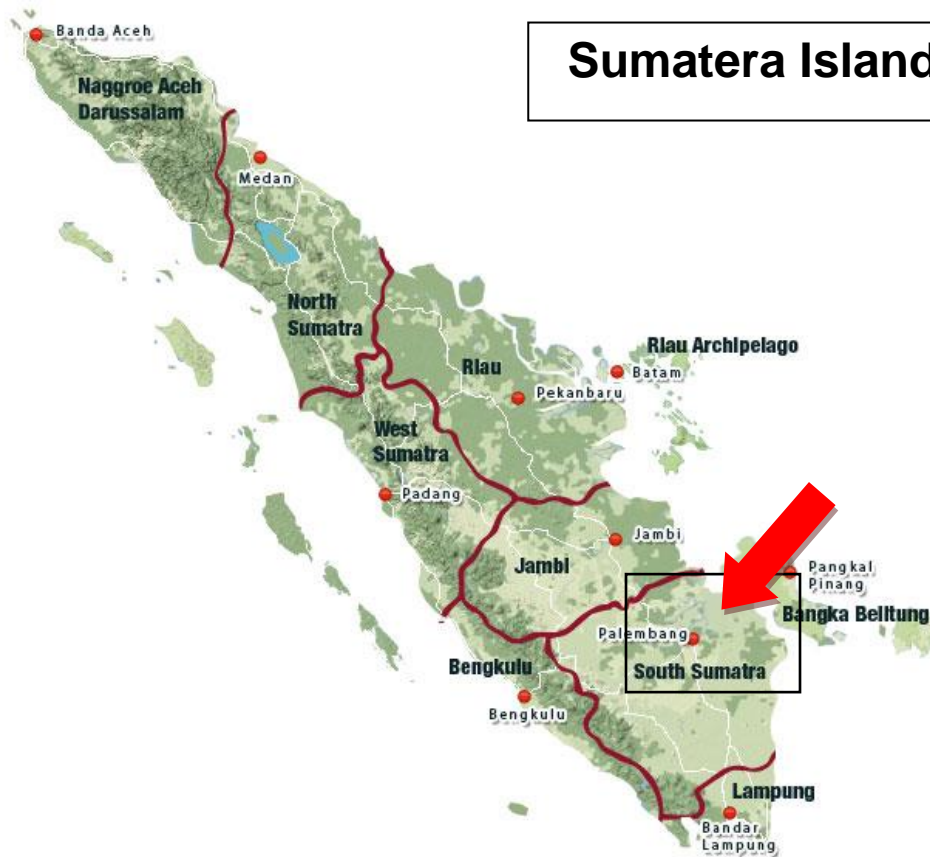 Sumatera Island
Banda Aceh
Naggroe Aceh
Darussalam
Medan
North
Sumatra
RIau
RIau ArchIpelago
Batam
Pekanbaru
West
Sumatra
Padang
Jambi
Jambi
Pangkal
Pinang
Bangka Belltung
Palembang
South Sumatra
Bengkulu
Bengkulu
Lampung
Bandar
Lampung